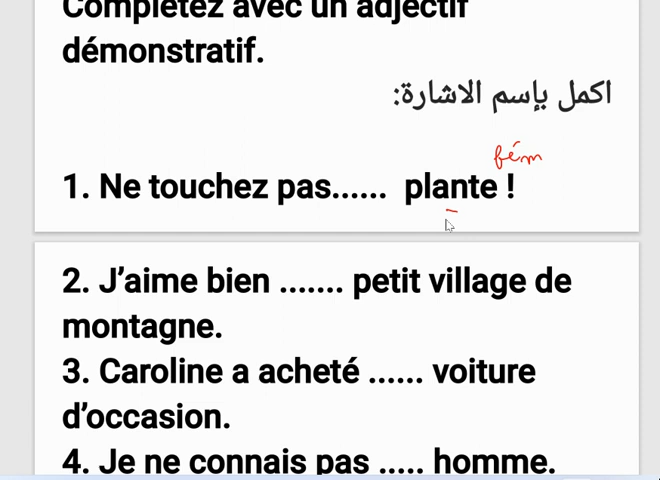 Complétez avec un adjectif
démonstratif.
اكمل بإسم الاشارة:
fém
1. Ne touchez pas...... plante !
2. J’aime bien ....... petit village de
montagne.
3. Caroline a acheté ...... voiture
d’occasion.
4. Je ne connais pas ..... homme.